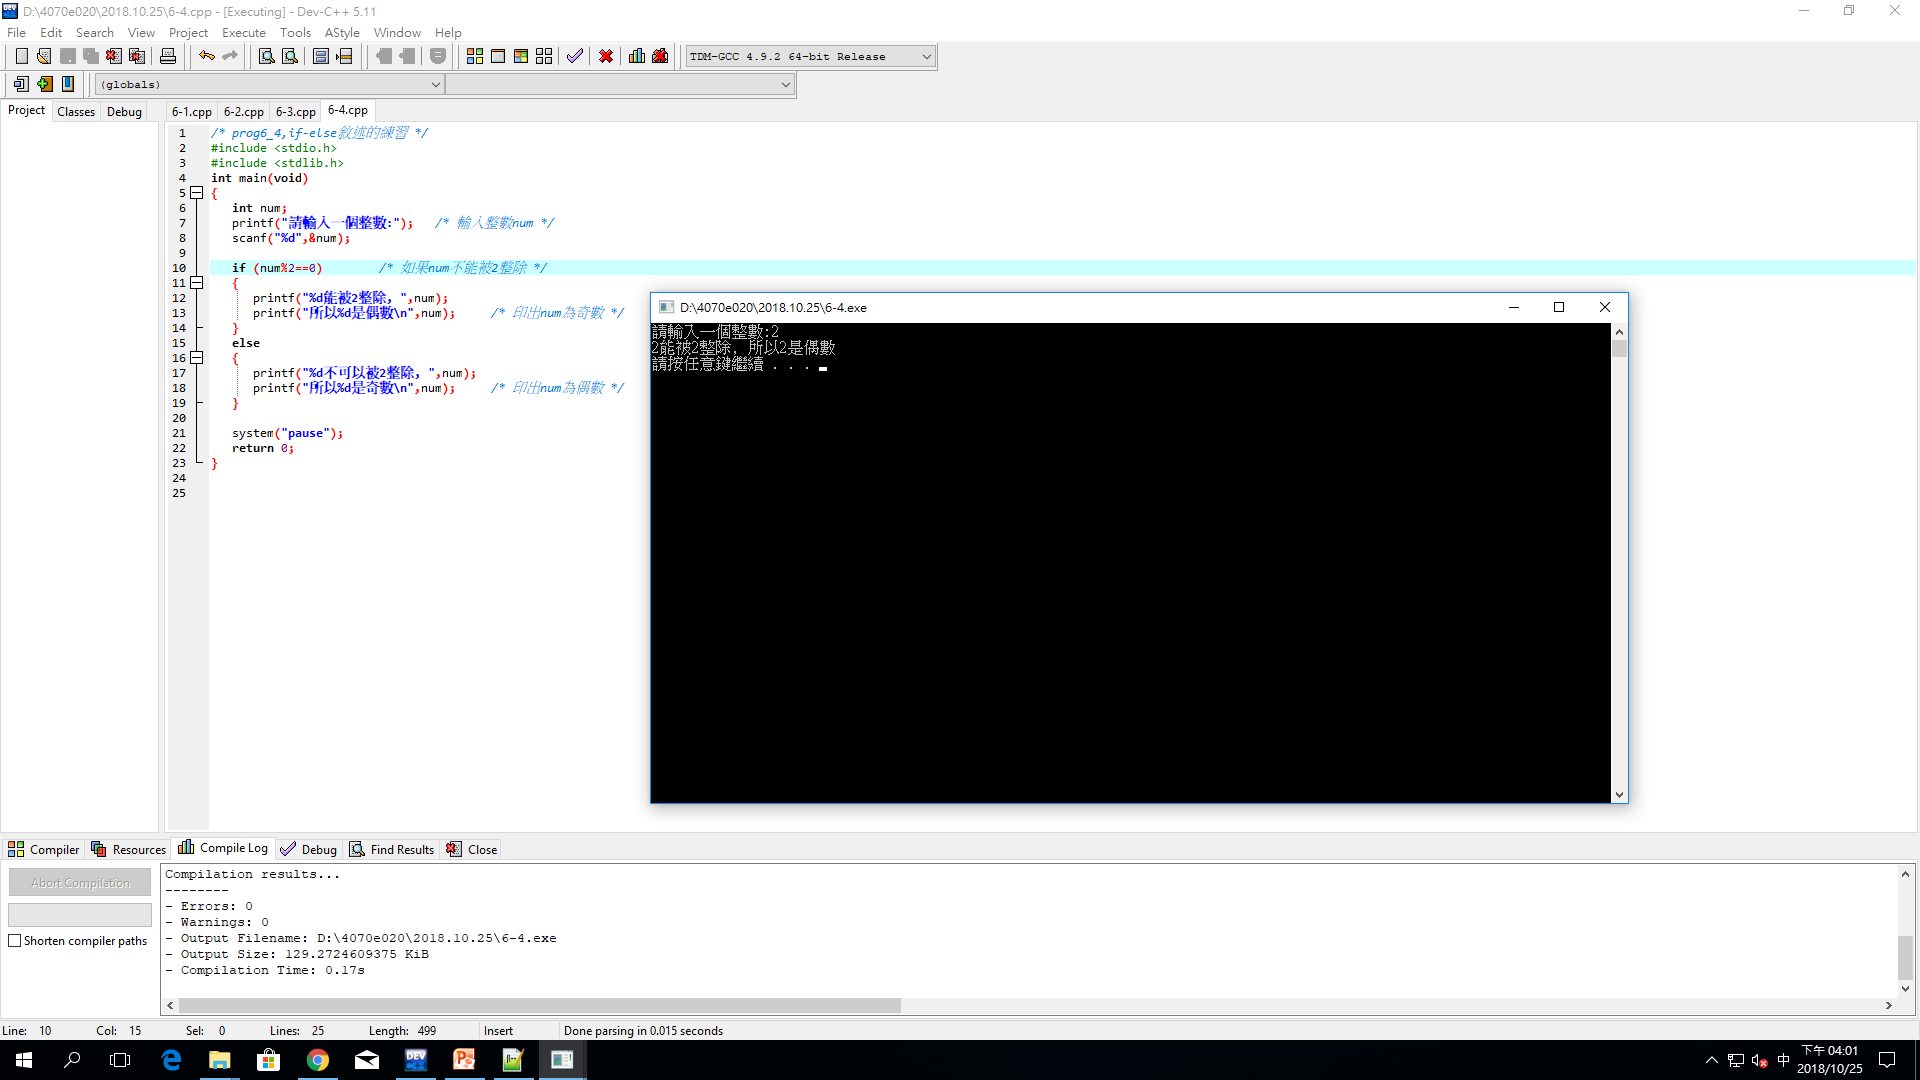 D:\4070e020\2018.10.25\6-4.cpp - [Executing] - Dev-C++ 5.11
File Edit Search View Project Execute Tools AStyle Window Help
TDM-GCC 4.9.2 64-bit Release
(globals)
Project Classes Debug
6-1.cpp 6-2.cpp 6-3.cpp 6-4.cpp
1 /* prog6_4,if-else敘述的練習 */
2 #include <stdio.h>
3 #include <stdlib.h>
4 int main(void)
5 {
6 int num;
7 printf("請輸入一個整數:"); /* 輸入整數num */
8 scanf("%d",&num);
9
10 if (num%2==0) /* 如果num不能被2整除 */
11 {
12 printf("%d能被2整除, ",num);
13 printf("所以%d是偶數\n",num); /* 印出num為奇數 */
14 }
15 else
16 {
17 printf("%d不可以被2整除, ",num);
18 printf("所以%d是奇數\n",num); /* 印出num為偶數 */
19 }
20
21 system("pause");
22 return 0;
23 }
24
25
D:\4070e020\2018.10.25\6-4.exe
請輸入一個整數:2
2能被2整除, 所以2是偶數
請按任意鍵繼續 . . .
Compiler Resources Compile Log Debug Find Results Close
Abort Compilation
Shorten compiler paths
Compilation results...
--------
- Errors: 0
- Warnings: 0
- Output Filename: D:\4070e020\2018.10.25\6-4.exe
- Output Size: 129.2724609375 KiB
- Compilation Time: 0.17s
Line: 10 Col: 15 Sel: 0 Lines: 25 Length: 499 Insert Done parsing in 0.015 seconds
中
下午 04:01
2018/10/25